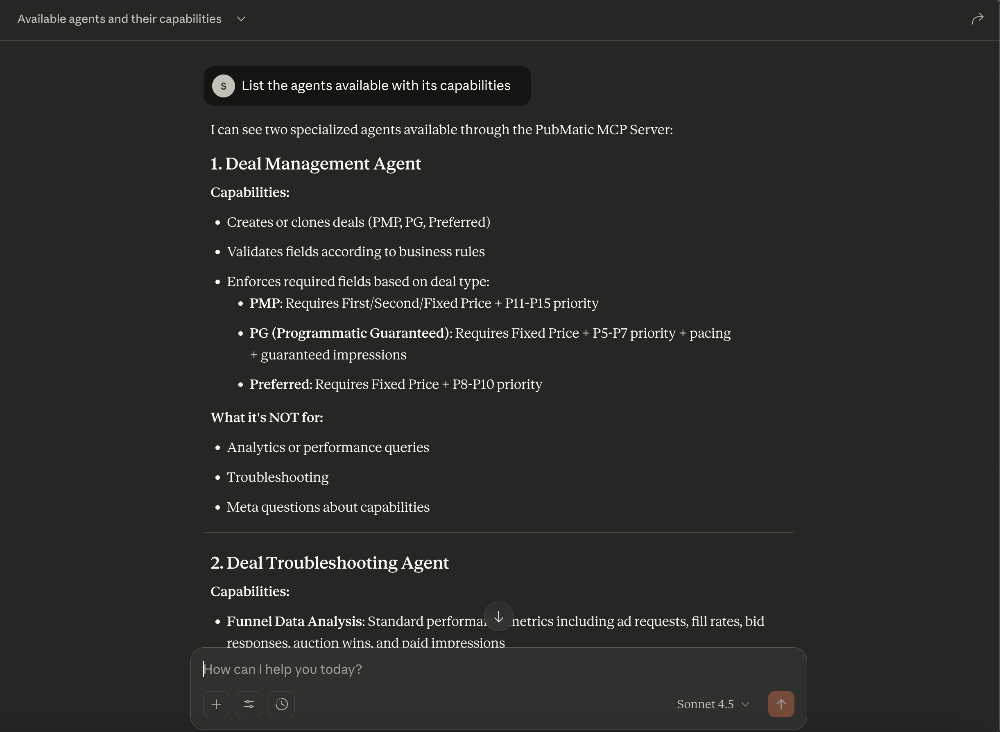 Available agents and their capabilities
S
List the agents available with its capabilities
I can see two specialized agents available through the PubMatic MCP Server:
1. Deal Management Agent
Capabilities:
Creates or clones deals (PMP, PG, Preferred)
Validates fields according to business rules
Enforces required fields based on deal type:
PMP: Requires First/Second/Fixed Price + P11-P15 priority
PG (Programmatic Guaranteed): Requires Fixed Price + P5-P7 priority + pacing
+ guaranteed impressions
Preferred: Requires Fixed Price + P8-P10 priority
What it's NOT for:
Analytics or performance queries
Troubleshooting
Meta questions about capabilities
2. Deal Troubleshooting Agent
Capabilities:
Funnel Data Analysis: Standard including ad requests, fill rates, bid
responses, auction wins, and paid impressions
How can I help you today?
Sonnet 4.5